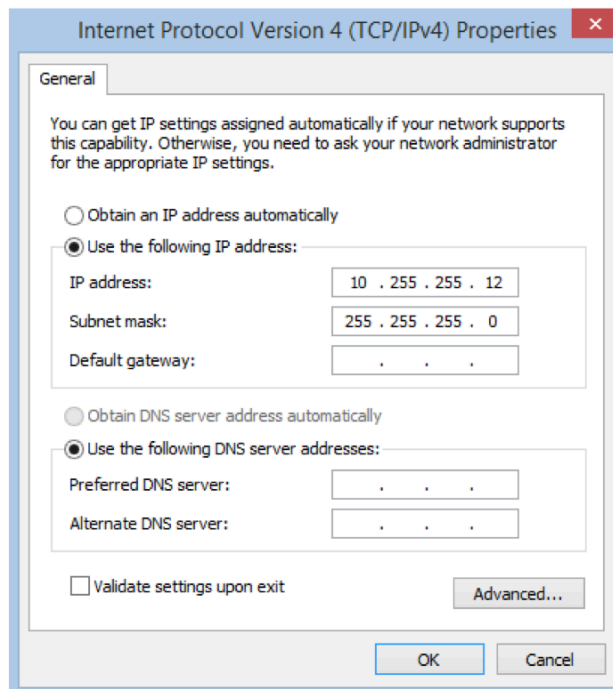 Internet Protocol Version 4 (TCP/IPv4) Properties
General
You can get IP settings assigned automatically if your network supports
this capability. Otherwise, you need to ask your network administrator
for the appropriate IP settings.
Obtain an IP address automatically
Use the following IP address:
IP address: 10 . 255 . 255 . 12
Subnet mask: 255 . 255 . 255 . 0
Default gateway: . . .
Obtain DNS server address automatically
Use the following DNS server addresses:
Preferred DNS server: . . .
Alternate DNS server: . . .
Validate settings upon exit
Advanced...
OK Cancel